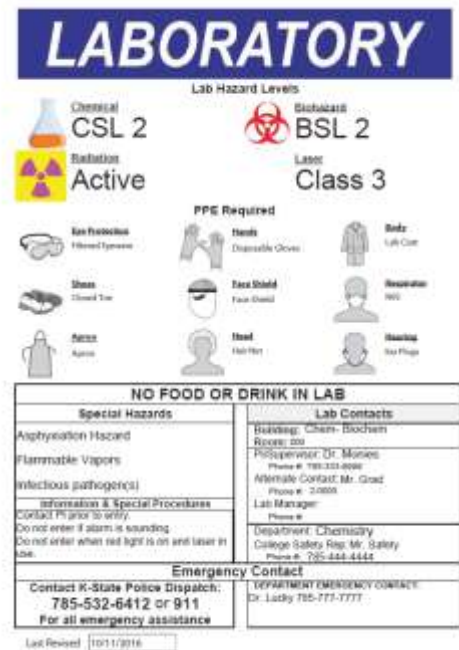 LABORATORY
Lab Hazard Levels
Chemical
CSL 2
Biohazard
BSL 2
Radiation
Active
Laser
Class 3
PPE Required
Eye Protection
Filtered Eyewear
Hands
Disposable Gloves
Body
Lab Coat
Shoes
Closed Toe
Face Shield
Face Shield
Respirator
N95
Apron
Apron
Head
Hair Net
Hearing
Ear Plugs
NO FOOD OR DRINK IN LAB
Special Hazards
Asphyxiation Hazard
Flammable Vapors
Infectious pathogen(s)
Information & Special Procedures
Contact PI prior to entry.
Do not enter if alarm is sounding.
Do not enter when red light is on and laser in
use.
Lab Contacts
Building: Chem- Biochem
Room:
PI/Supervisor: Dr.
Phone #:
Alternate Contact: Mr. Grad
Phone #:
Lab Manager:
Phone #:
Department: Chemistry
College Safety Rep: Mr. Safety
Phone #: 785-444-4444
Emergency Contact
Contact K-State Police Dispatch:
785-532-6412 or 911
For all emergency assistance
DEPARTMENT EMERGENCY CONTACT:
Dr. Lucky 785-777-7777
Last Revised 10/11/2016